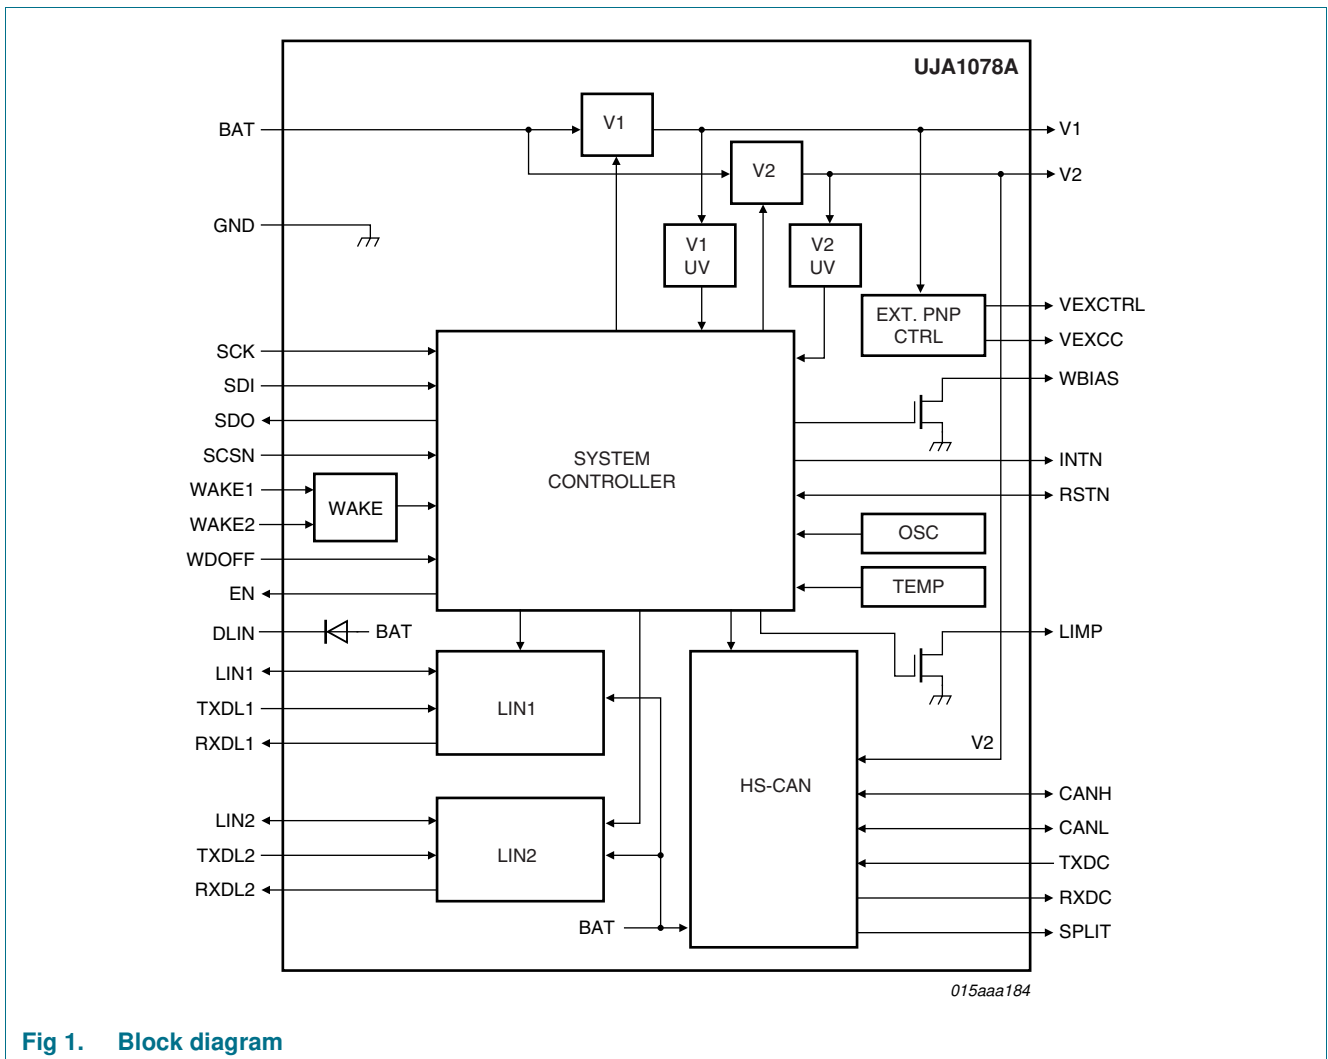 UJA1078A
BAT
V1
V1
V2
V2
GND
V1
UV
V2
UV
EXT. PNP
CTRL
VEXCTRL
VEXCC
WBIAS
SCK
SDI
SDO
SCSN
WAKE1
WAKE2
WAKE
WDOFF
EN
SYSTEM
CONTROLLER
INTN
RSTN
OSC
TEMP
DLIN
BAT
LIMP
LIN1
TXDL1
RXDL1
LIN1
V2
HS-CAN
LIN2
TXDL2
RXDL2
LIN2
BAT
CANH
CANL
TXDC
RXDC
SPLIT
015aaa184
Fig 1. Block diagram